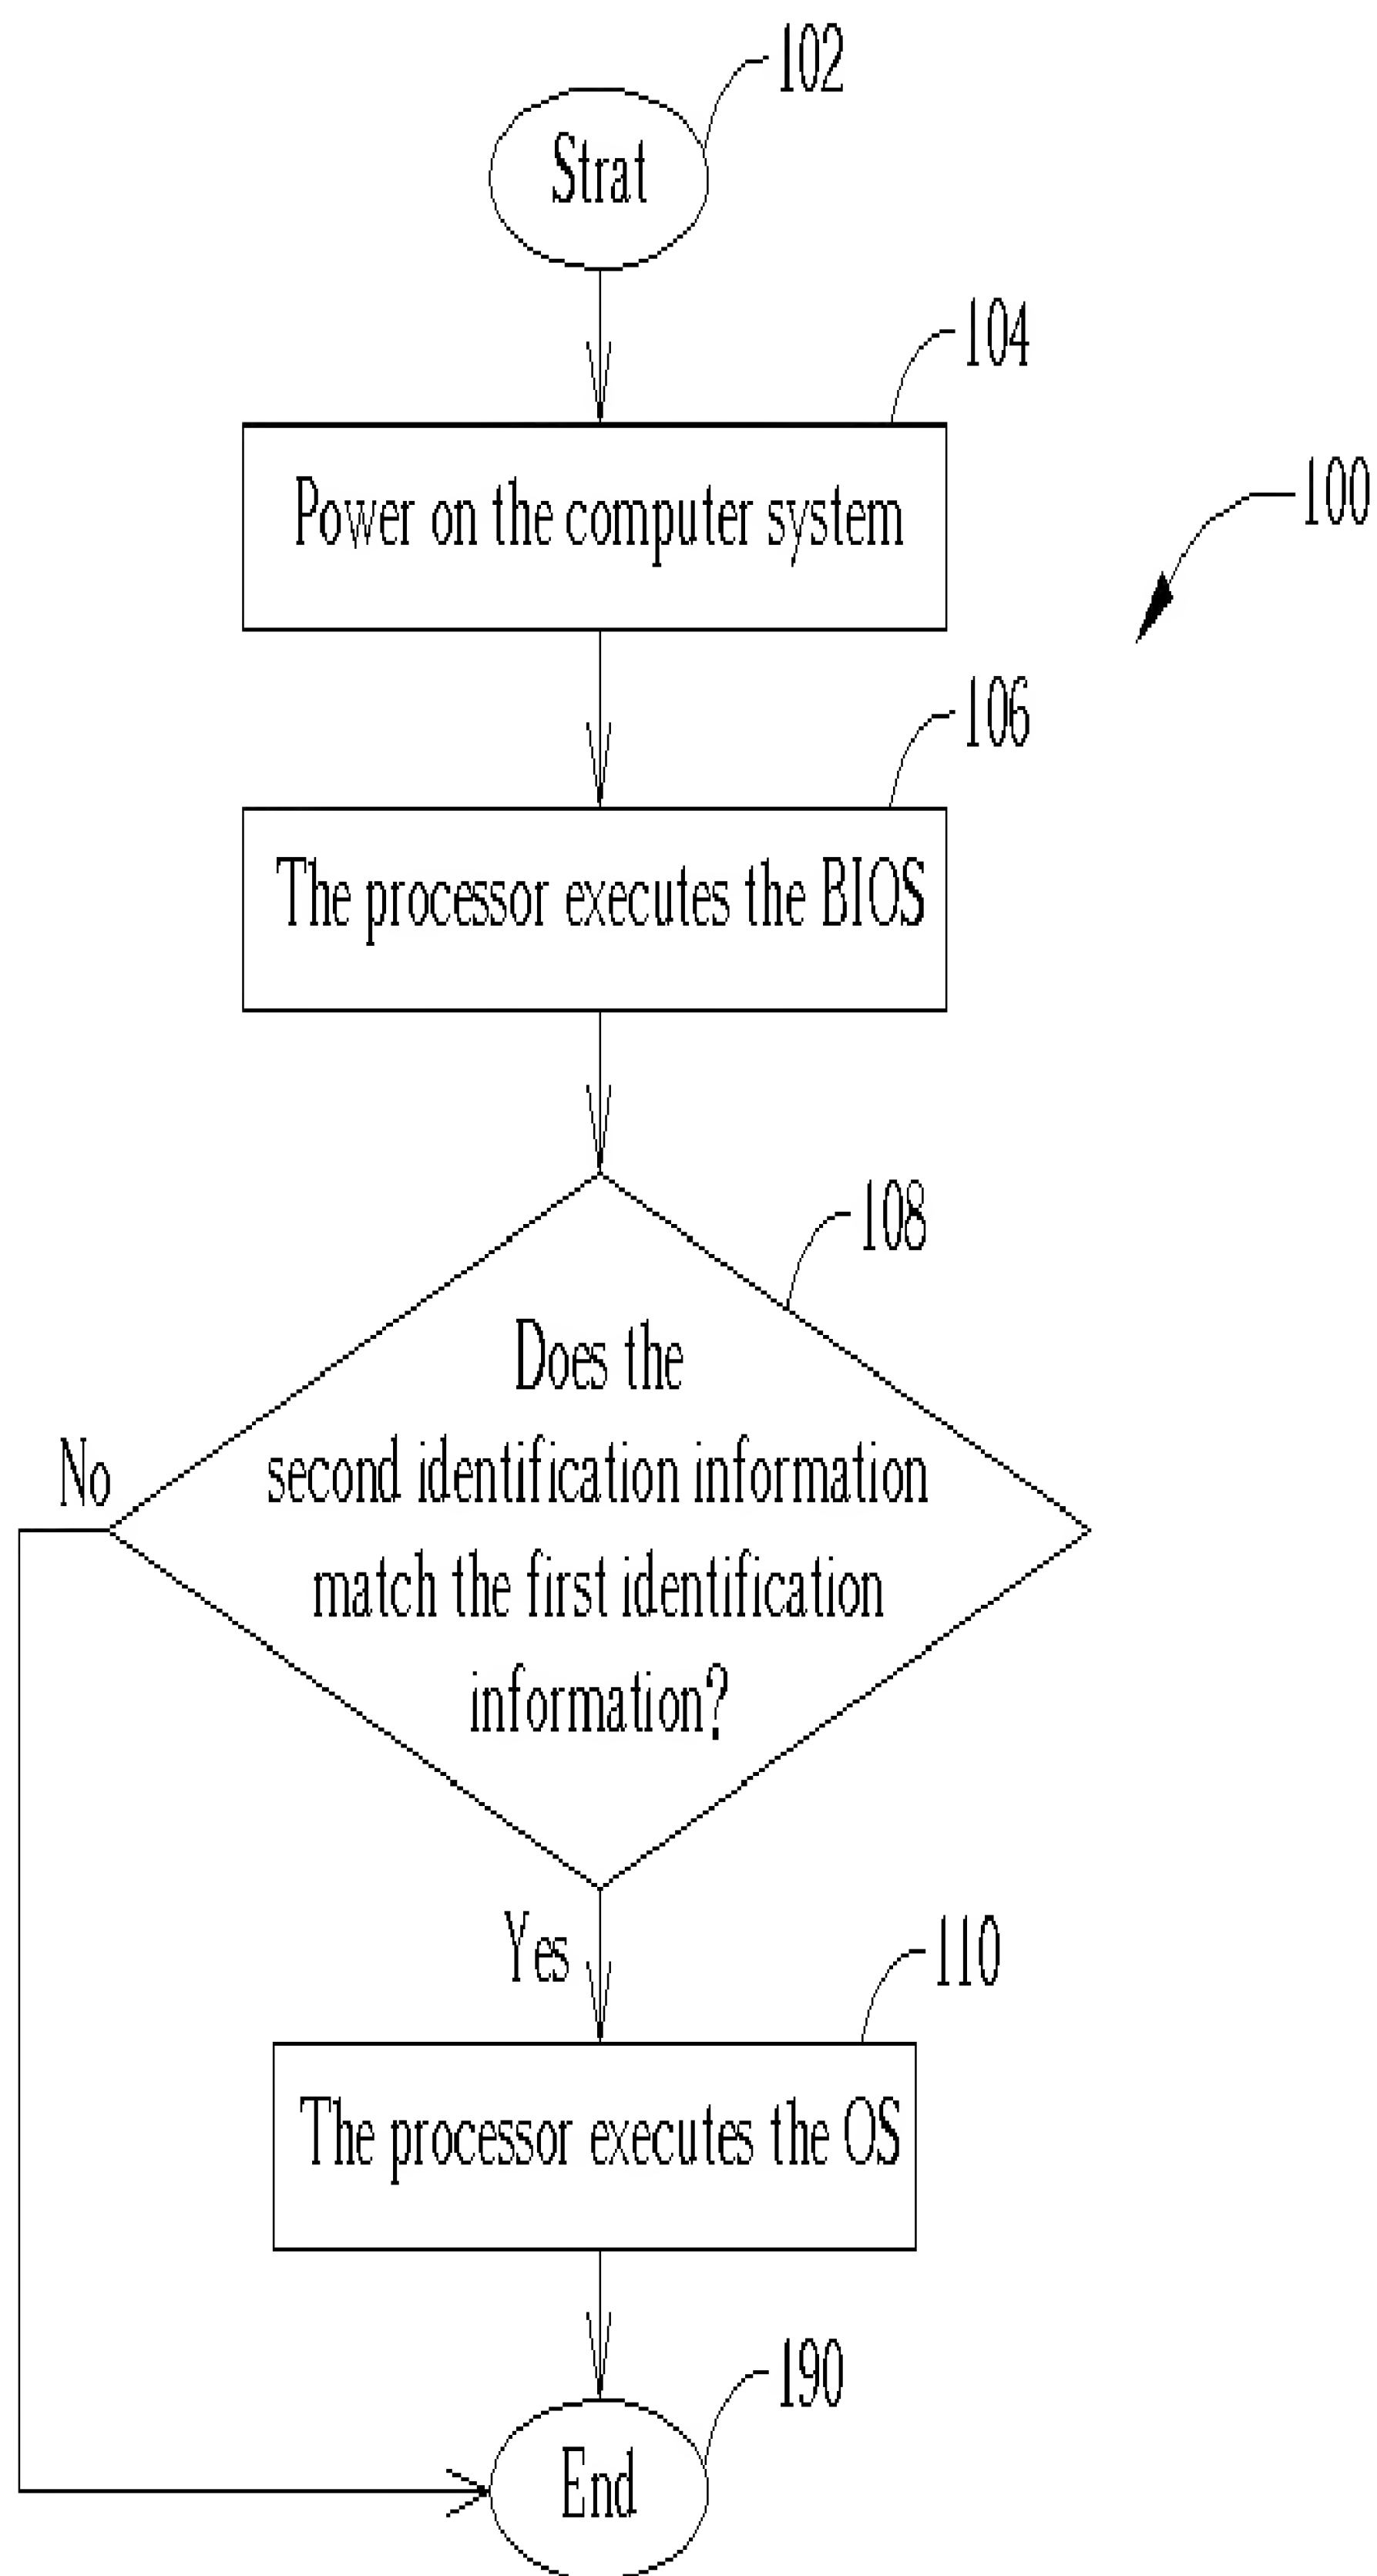 102
Strat
104
Power on the computer system
100
106
The processor executes the BIOS
108
Does the
second identification information
match the first identification
information?
No
Yes
110
The processor executes the OS
190
End